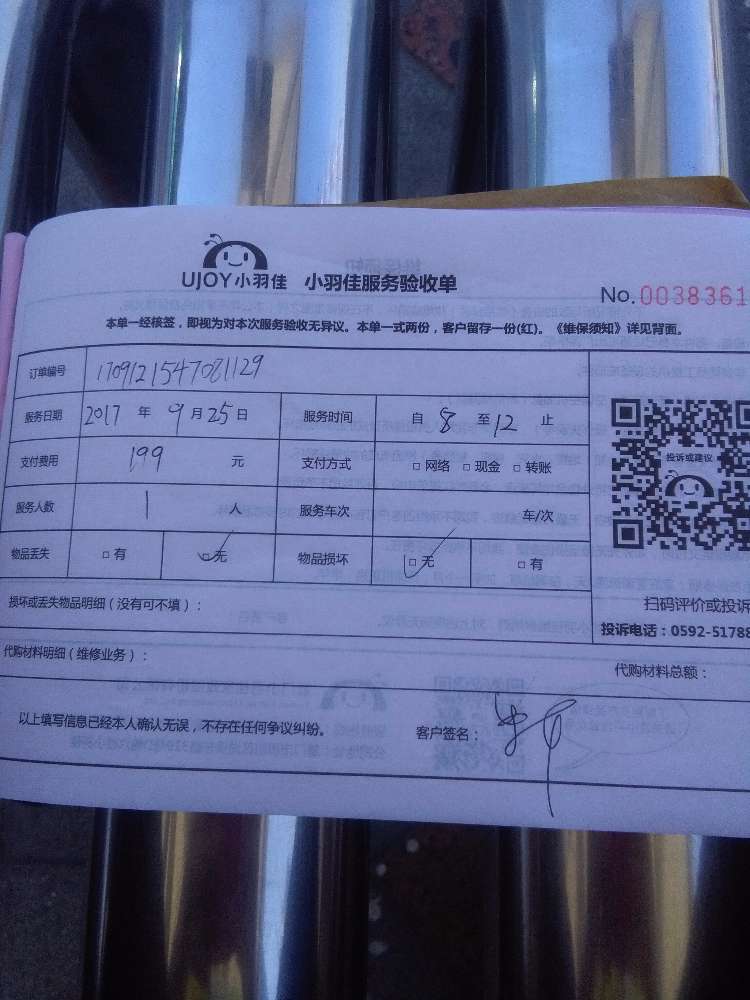 UJOY小羽佳 小羽佳服务验收单
No.0038361
本单一经核签，即视为对本次服务验收无异议。本单一式两份，客户留存一份(红)。《维保须知》详见背面。
订单编号 1709121547081129
服务日期 2017 年 9 月 25 日 服务时间 自 8 至 12 止
支付费用 199 元 支付方式 □ 网络 □ 现金 □ 转账
投诉或建议
服务人数 1 人 服务车次 车/次
物品丢失 □ 有 □ 无 物品损坏 □ 无 □ 有
损坏或丢失物品明细（没有可不填）：
扫码评价或投诉
投诉电话：0592-51788
代购材料明细（维修业务）：
代购材料总额：
以上填写信息已经本人确认无误，不存在任何争议纠纷。
客户签名：